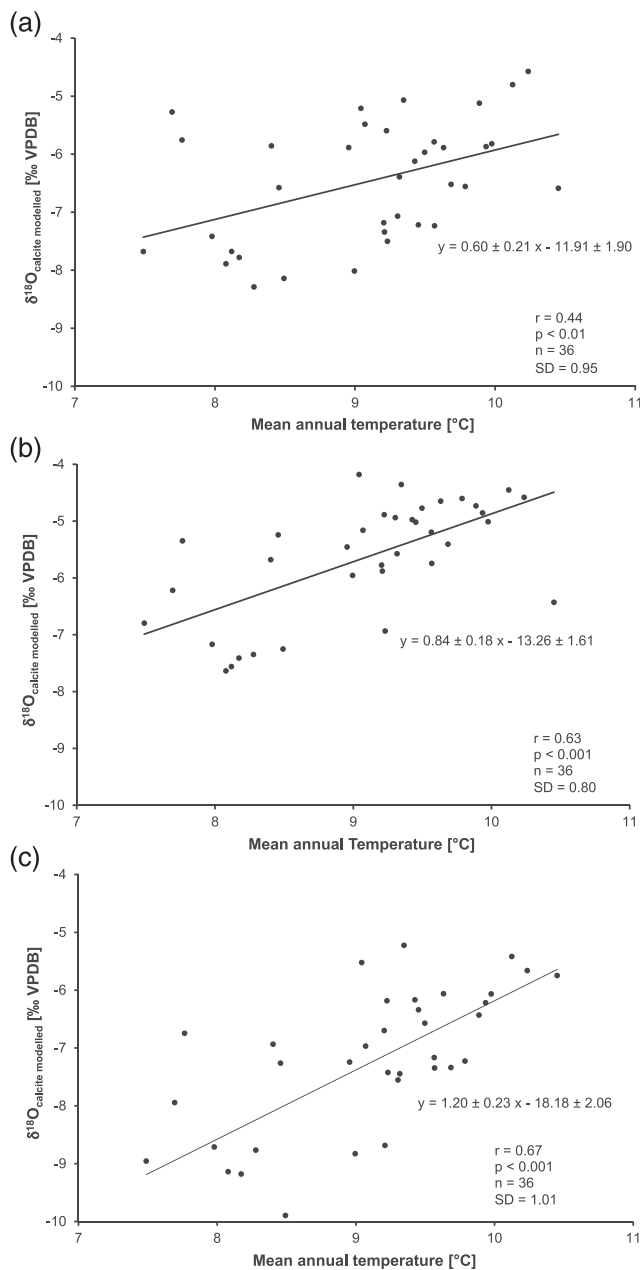 (a)
-4
-5
-6
-7
-8
-9
-10
δ18Ocalcite modelled [‰ VPDB]
y = 0.60 ± 0.21 x - 11.91 ± 1.90
r = 0.44
p < 0.01
n = 36
SD = 0.95
7 8 9 10 11
Mean annual temperature [°C]
(b)
-4
-5
-6
-7
-8
-9
-10
δ18Ocalcite modelled [‰ VPDB]
y = 0.84 ± 0.18 x - 13.26 ± 1.61
r = 0.63
p < 0.001
n = 36
SD = 0.80
7 8 9 10 11
Mean annual Temperature [°C]
(c)
-4
-5
-6
-7
-8
-9
-10
δ18Ocalcite modelled [‰ VPDB]
y = 1.20 ± 0.23 x - 18.18 ± 2.06
r = 0.67
p < 0.001
n = 36
SD = 1.01
7 8 9 10 11
Mean annual temperature [°C]